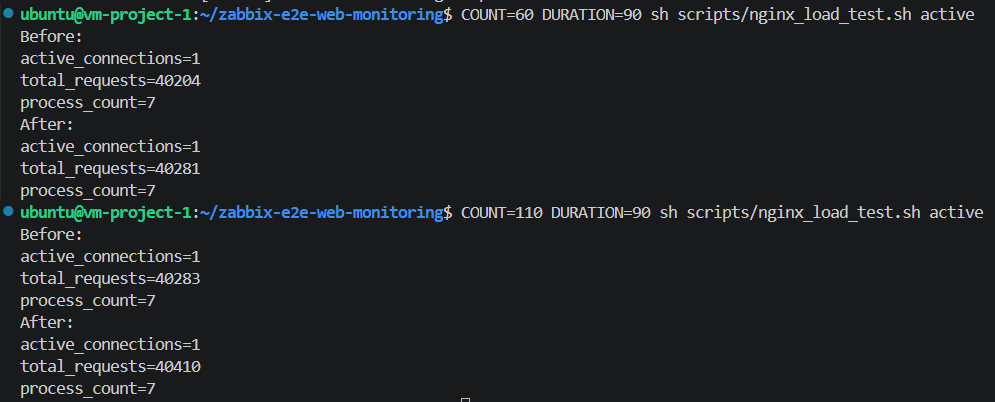 ubuntu@vm-project-1:~/zabbix-e2e-web-monitoring$ COUNT=60 DURATION=90 sh scripts/nginx_load_test.sh active
Before:
active_connections=1
total_requests=40204
process_count=7
After:
active_connections=1
total_requests=40281
process_count=7
ubuntu@vm-project-1:~/zabbix-e2e-web-monitoring$ COUNT=110 DURATION=90 sh scripts/nginx_load_test.sh active
Before:
active_connections=1
total_requests=40283
process_count=7
After:
active_connections=1
total_requests=40410
process_count=7